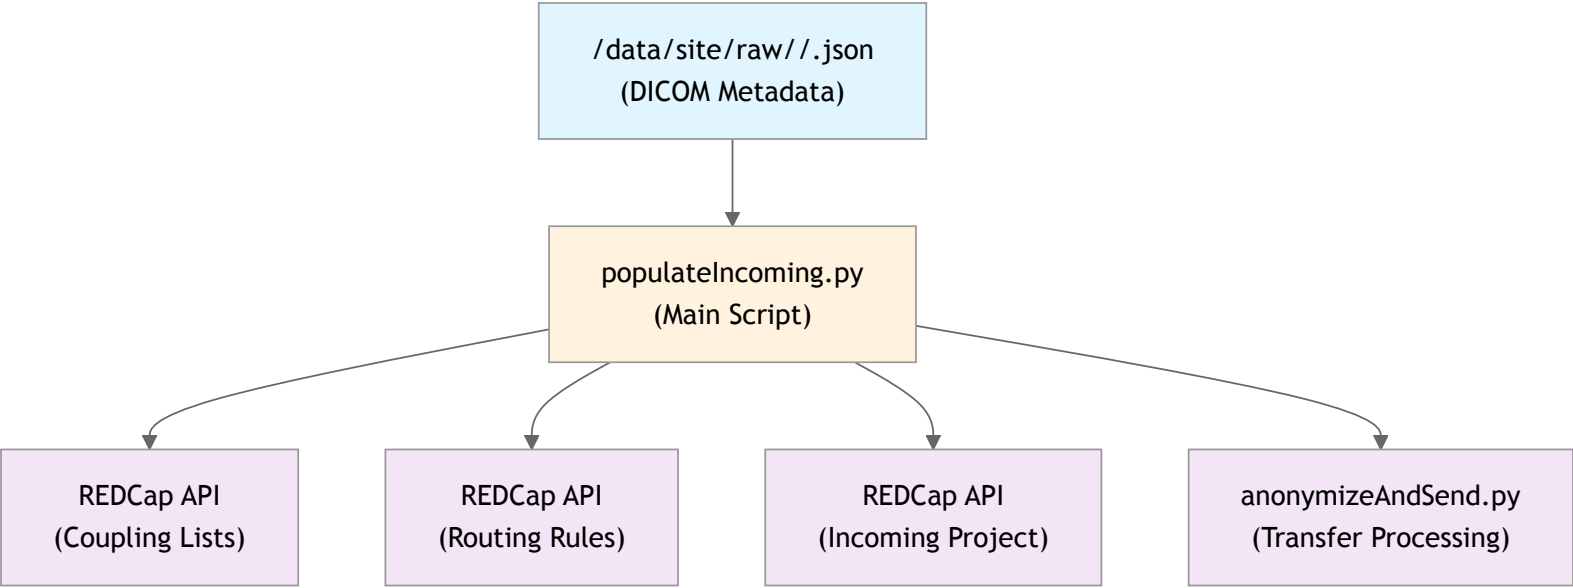 /data/site/raw//.json
(DICOM Metadata)
populateIncoming.py
(Main Script)
REDCap API
(Coupling Lists)
REDCap API
(Routing Rules)
REDCap API
(Incoming Project)
anonymizeAndSend.py
(Transfer Processing)